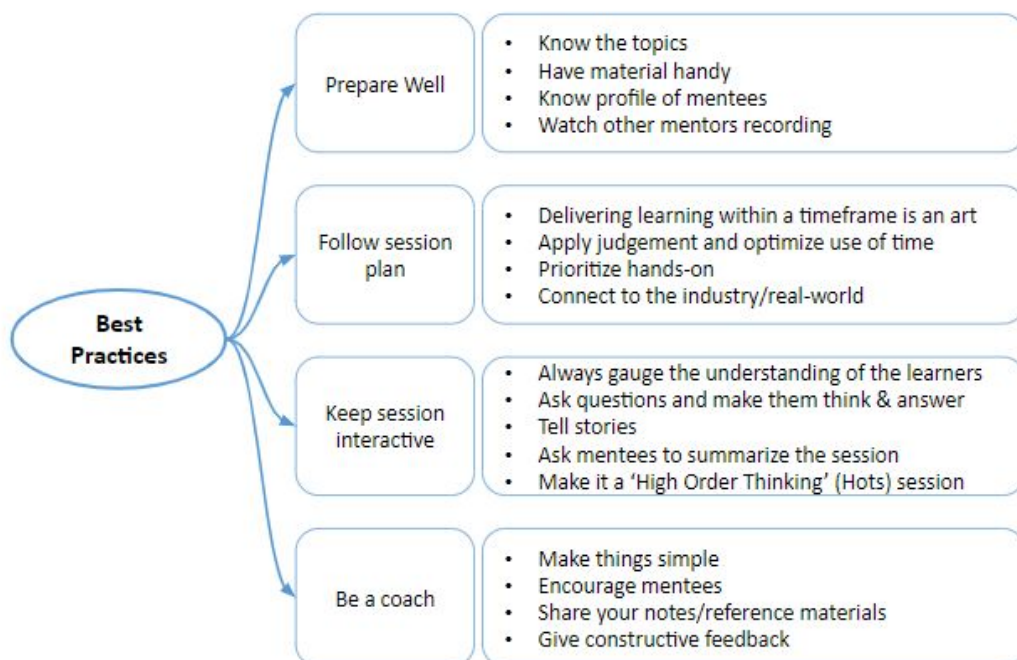 Best
Practices
Prepare Well
• Know the topics
• Have material handy
• Know profile of mentees
• Watch other mentors recording
Follow session
plan
• Delivering learning within a timeframe is an art
• Apply judgement and optimize use of time
• Prioritize hands-on
• Connect to the industry/real-world
Keep session
interactive
• Always gauge the understanding of the learners
• Ask questions and make them think & answer
• Tell stories
• Ask mentees to summarize the session
• Make it a ‘High Order Thinking’ (Hots) session
Be a coach
• Make things simple
• Encourage mentees
• Share your notes/reference materials
• Give constructive feedback